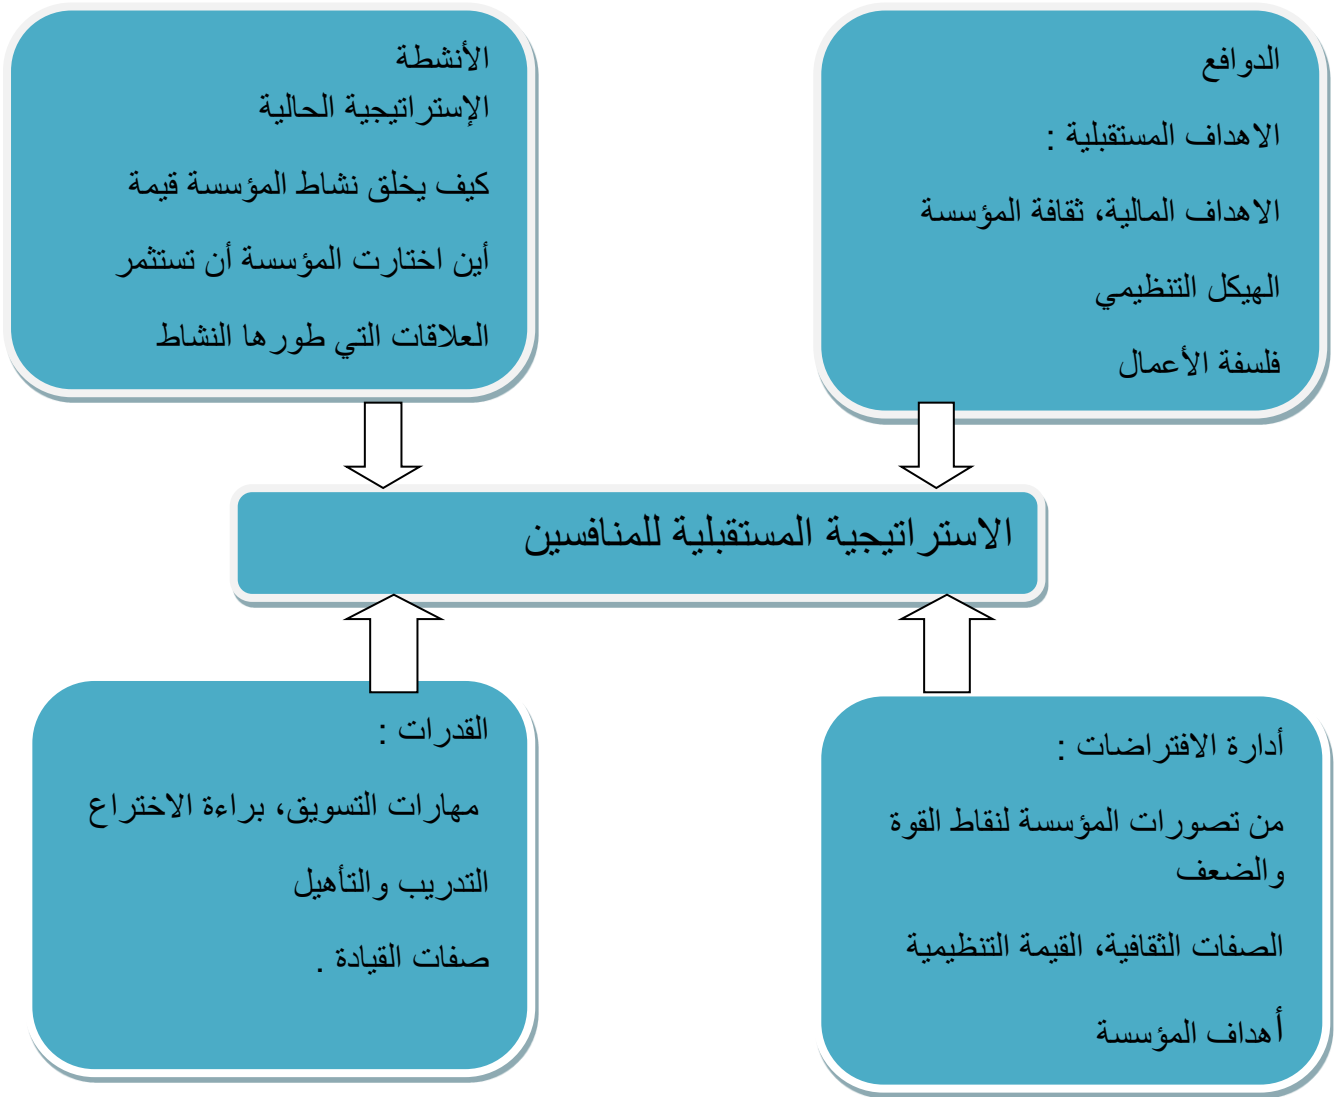 الدوافع
الاهداف المستقبلية :
الاهداف المالية، ثقافة المؤسسة
الهيكل التنظيمي
فلسفة الأعمال
الأنشطة
الإستراتيجية الحالية
كيف يخلق نشاط المؤسسة قيمة
أين اختارت المؤسسة أن تستثمر
العلاقات التي طورها النشاط
الاستراتيجية المستقبلية للمنافسين
أدارة الافتراضات :
من تصورات المؤسسة لنقاط القوة
والضعف
الصفات الثقافية، القيمة التنظيمية
أهداف المؤسسة
القدرات :
مهارات التسويق، براءة الاختراع
التدريب والتأهيل
صفات القيادة .